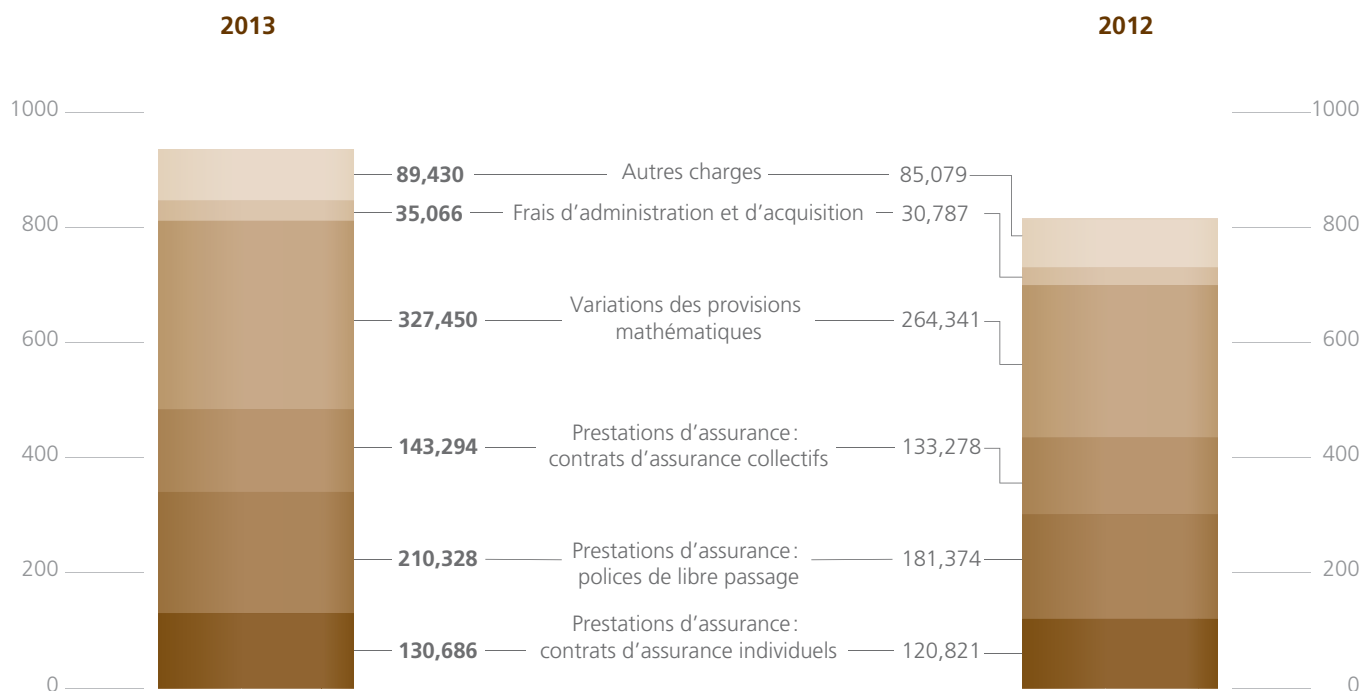 2013 2012
1000 1000
89,430 Autres charges 85,079
35,066 Frais d’administration et d’acquisition 30,787
800 800
Variations des provisions
327,450 mathématiques 264,341
600 600
Prestations d’assurance :
143,294 contrats d’assurance collectifs 133,278
400 400
Prestations d’assurance :
210,328 polices de libre passage 181,374
200 200
Prestations d’assurance :
130,686 contrats d’assurance individuels 120,821
0 0